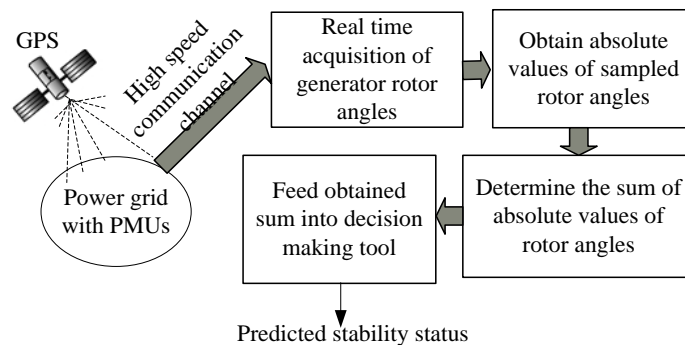 GPS
High speed
communication
channel
Power grid
with PMUs
Real time
acquisition of
generator rotor
angles
Obtain absolute
values of sampled
rotor angles
Determine the sum of
absolute values of
rotor angles
Feed obtained
sum into decision
making tool
Predicted stability status